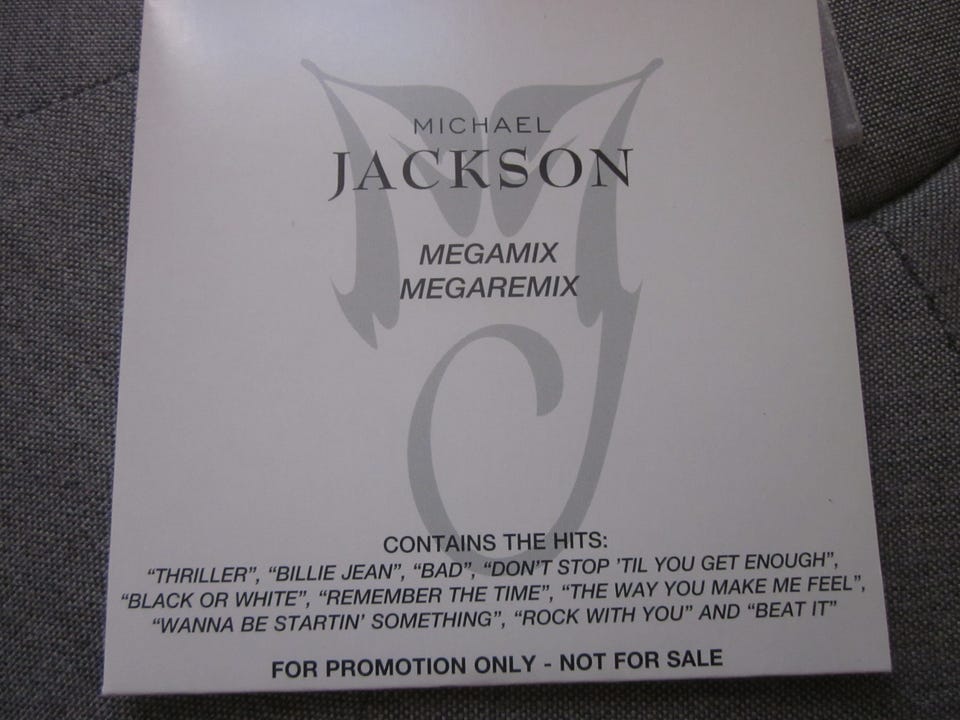 MICHAEL
JACKSON
MEGAMIX
MEGAREMIX
CONTAINS THE HITS:
“THRILLER”, “BILLIE JEAN”, “BAD”, “DON’T STOP ’TIL YOU GET ENOUGH”,
“BLACK OR WHITE”, “REMEMBER THE TIME”, “THE WAY YOU MAKE ME FEEL”,
“WANNA BE STARTIN’ SOMETHING”, “ROCK WITH YOU” AND “BEAT IT”
FOR PROMOTION ONLY - NOT FOR SALE